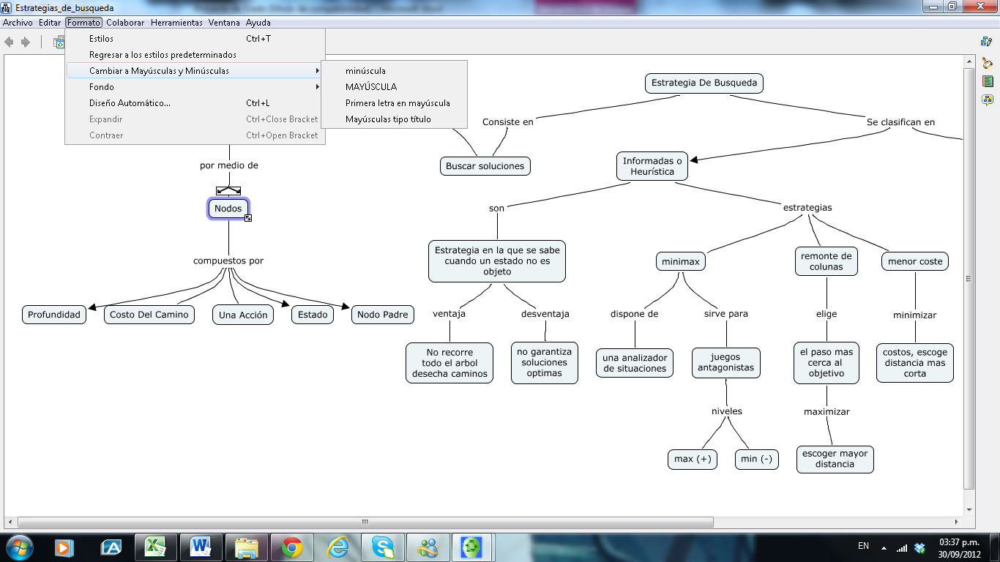 Estrategias_de_busqueda
Archivo Editar Formato Colaborar Herramientas Ventana Ayuda
Estilos Ctrl+T
Regresar a los estilos predeterminados
Cambiar a Mayúsculas y Minúsculas
Fondo
Diseño Automático... Ctrl+L
Expandir Ctrl+Close Bracket
Contraer Ctrl+Open Bracket
minúscula
MAYÚSCULA
Primera letra en mayúscula
Mayúsculas tipo título
Estrategia De Busqueda
Consiste en
Se clasifican en
Buscar soluciones
Informadas o
Heurística
por medio de
Nodos
compuestos por
Profundidad
Costo Del Camino
Una Acción
Estado
Nodo Padre
son
estrategias
Estrategia en la que se sabe
cuando un estado no es
objeto
minimax
remonte de
colunas
menor coste
ventaja
desventaja
dispone de
sirve para
elige
minimizar
No recorre
todo el arbol
desecha caminos
no garantiza
soluciones
optimas
una analizador
de situaciones
juegos
antagonistas
el paso mas
cerca al
objetivo
costos, escoge
distancia mas
corta
niveles
maximizar
max (+)
min (-)
escoger mayor
distancia
EN
03:37 p.m.
30/09/2012